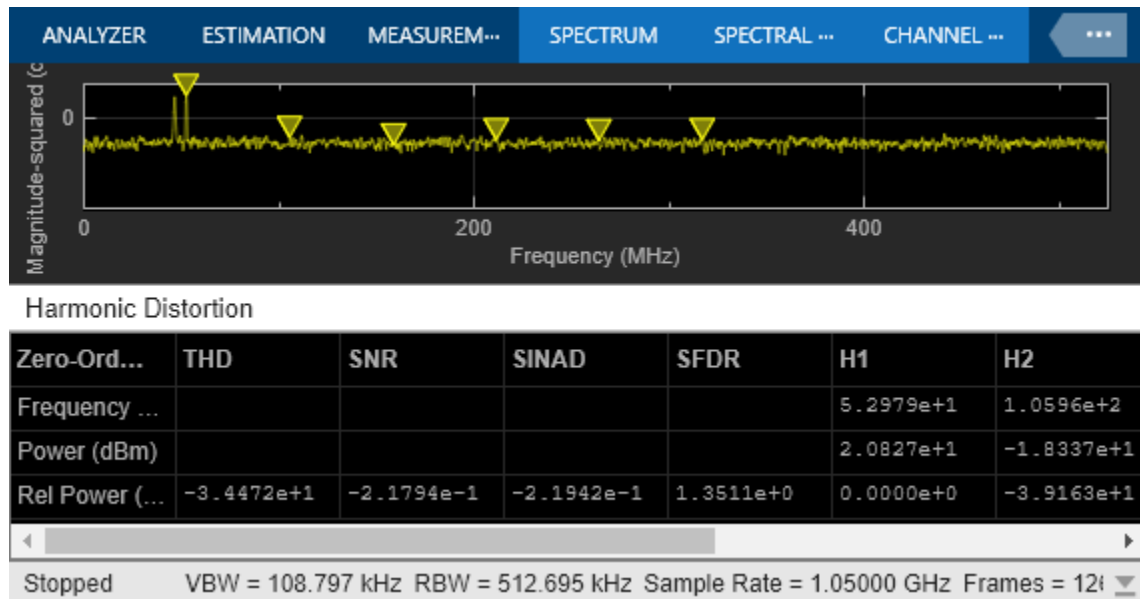 ANALYZER ESTIMATION MEASUREM... SPECTRUM SPECTRAL ... CHANNEL ... ...
Magnitude-squared (
0
0 200 400
Frequency (MHz)
Harmonic Distortion
Zero-Ord... THD SNR SINAD SFDR H1 H2
Frequency ... 5.2979e+1 1.0596e+2
Power (dBm) 2.0827e+1 -1.8337e+1
Rel Power (... -3.4472e+1 -2.1794e-1 -2.1942e-1 1.3511e+0 0.0000e+0 -3.9163e+1
Stopped VBW = 108.797 kHz RBW = 512.695 kHz Sample Rate = 1.05000 GHz Frames =